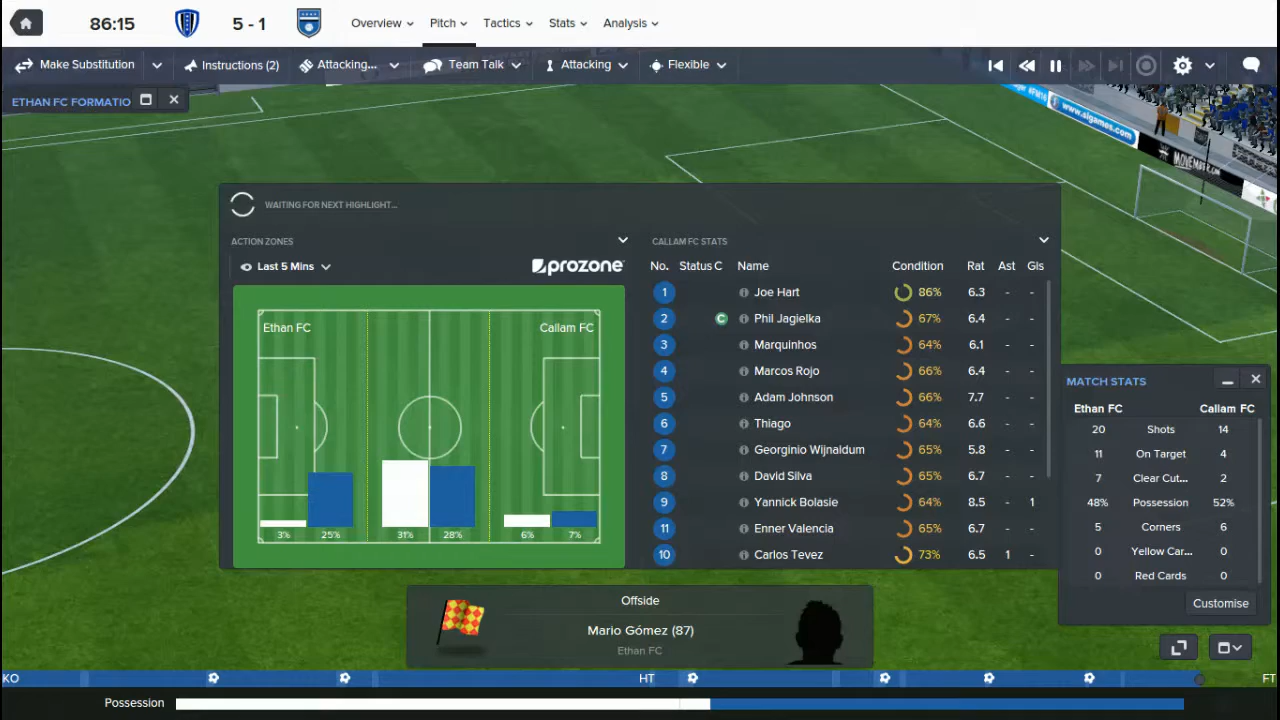 86:15 5 - 1 Overview Pitch Tactics Stats Analysis
Make Substitution Instructions (2) Attacking... Team Talk Attacking Flexible
ETHAN FC FORMATIO
www.sigames.com
WAITING FOR NEXT HIGHLIGHT...
ACTION ZONES
Last 5 Mins prozone
Ethan FC Callam FC
3% 25% 31% 28% 6% 7%
CALLAM FC STATS
No. Status C Name Condition Rat Ast Gls
1 Joe Hart 86% 6.3 - -
2 C Phil Jagielka 67% 6.4 - -
3 Marquinhos 64% 6.1 - -
4 Marcos Rojo 66% 6.4 - -
5 Adam Johnson 66% 7.7 - -
6 Thiago 64% 6.6 - -
7 Georginio Wijnaldum 65% 5.8 - -
8 David Silva 65% 6.7 - -
9 Yannick Bolasie 64% 8.5 - 1
11 Enner Valencia 65% 6.7 - -
10 Carlos Tevez 73% 6.5 1 -
MATCH STATS
Ethan FC Callam FC
20 Shots 14
11 On Target 4
7 Clear Cut... 2
48% Possession 52%
5 Corners 6
0 Yellow Car... 0
0 Red Cards 0
Customise
Offside
Mario Gómez (87)
Ethan FC
KO HT FT
Possession